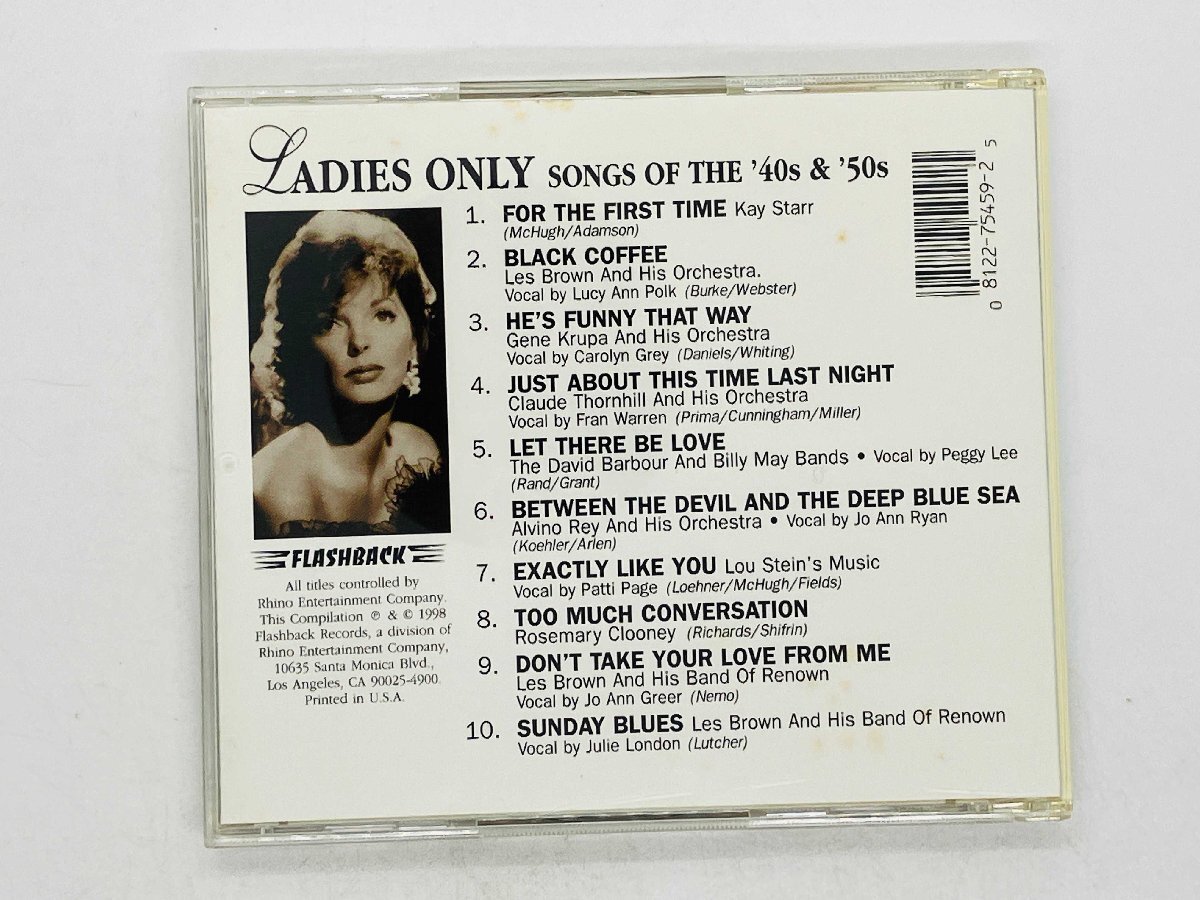 LADIES ONLY SONGS OF THE '40s & '50s
1. FOR THE FIRST TIME Kay Starr
(McHugh/Adamson)
2. BLACK COFFEE
Les Brown And His Orchestra.
Vocal by Lucy Ann Polk (Burke/Webster)
3. HE'S FUNNY THAT WAY
Gene Krupa And His Orchestra
Vocal by Carolyn Grey (Daniels/Whiting)
4. JUST ABOUT THIS TIME LAST NIGHT
Claude Thornhill And His Orchestra
Vocal by Fran Warren (Prima/Cunningham/Miller)
5. LET THERE BE LOVE
The David Barbour And Billy May Bands • Vocal by Peggy Lee
(Rand/Grant)
6. BETWEEN THE DEVIL AND THE DEEP BLUE SEA
Alvino Rey And His Orchestra • Vocal by Jo Ann Ryan
(Koehler/Arlen)
7. EXACTLY LIKE YOU Lou Stein's Music
Vocal by Patti Page (Loehner/McHugh/Fields)
8. TOO MUCH CONVERSATION
Rosemary Clooney (Richards/Shifrin)
9. DON'T TAKE YOUR LOVE FROM ME
Les Brown And His Band Of Renown
Vocal by Jo Ann Greer (Nemo)
10. SUNDAY BLUES Les Brown And His Band Of Renown
Vocal by Julie London (Lutcher)
FLASHBACK
All titles controlled by
Rhino Entertainment Company.
This Compilation ℗ & © 1998
Flashback Records, a division of
Rhino Entertainment Company,
10635 Santa Monica Blvd.,
Los Angeles, CA 90025-4900.
Printed in U.S.A.
0 8122-75459-2 5